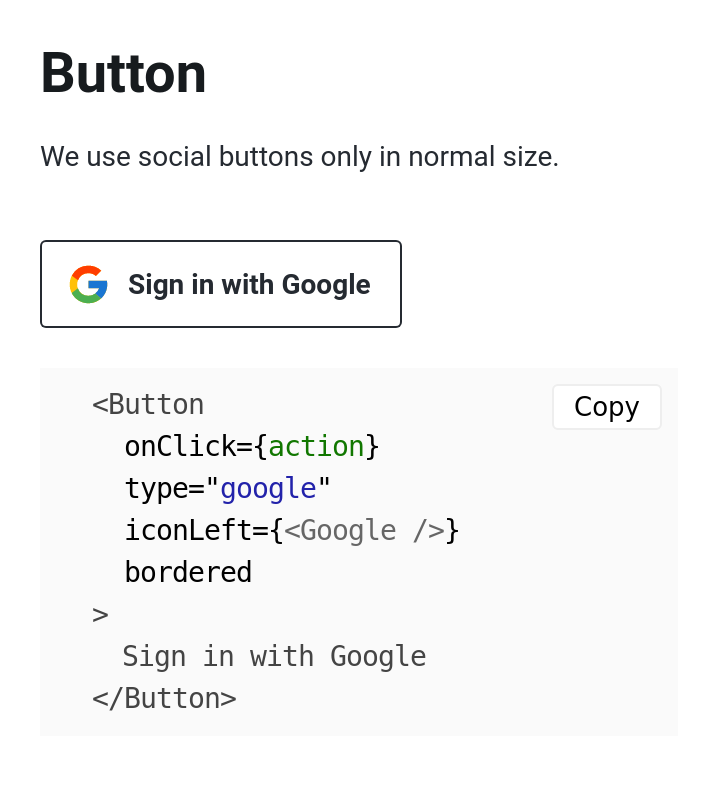 Button
We use social buttons only in normal size.
Sign in with Google
Copy
<Button
  onClick={action}
  type="google"
  iconLeft={<Google />}
  bordered
>
  Sign in with Google
</Button>